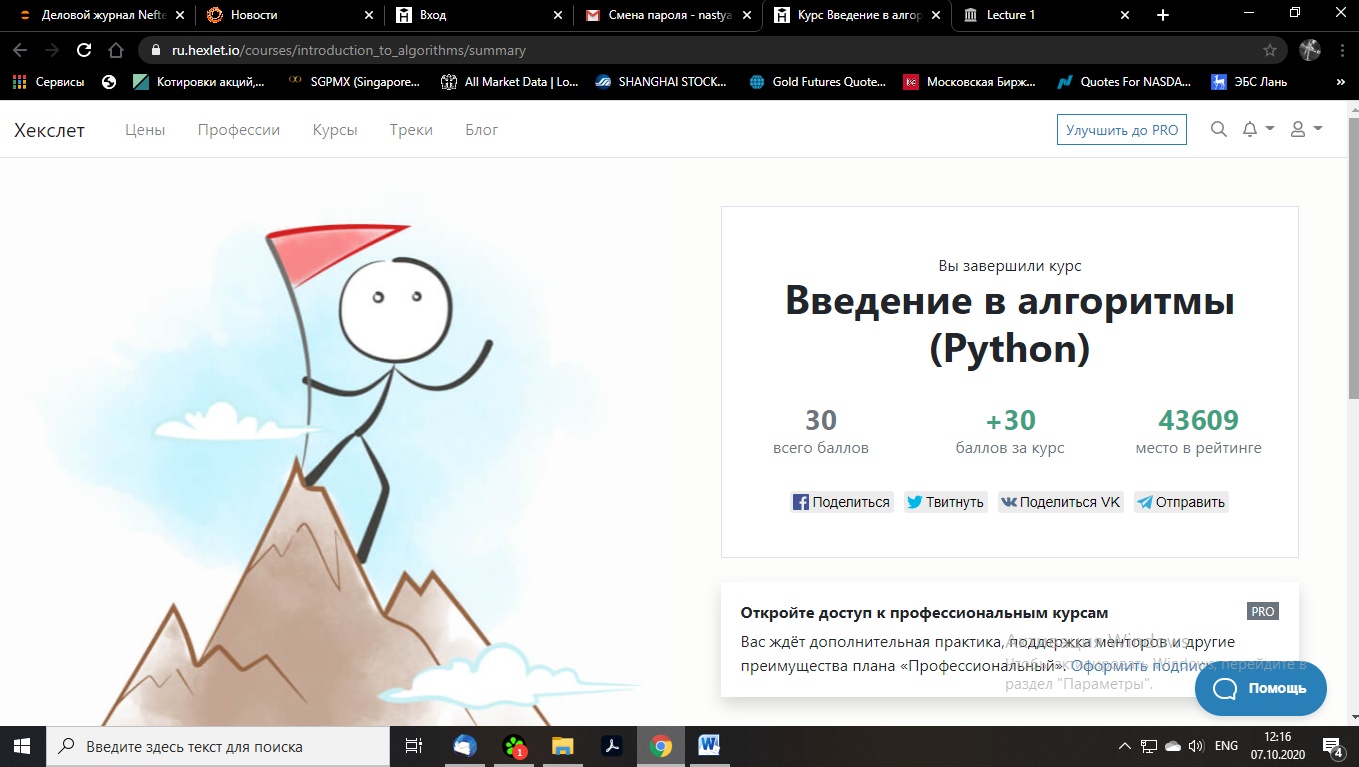 Деловой журнал Nefte
Новости
Вход
Смена пароля - nastya
Курс Введение в алгор
Lecture 1
ru.hexlet.io/courses/introduction_to_algorithms/summary
Сервисы
Котировки акций,...
SGPMX (Singapore...
All Market Data | Lo...
SHANGHAI STOCK...
Gold Futures Quote...
Московская Бирж...
Quotes For NASDA...
ЭБС Лань
»
Хекслет
Цены
Профессии
Курсы
Треки
Блог
Улучшить до PRO
Вы завершили курс
Введение в алгоритмы
(Python)
30
+30
43609
всего баллов
баллов за курс
место в рейтинге
Поделиться
Твитнуть
Поделиться VK
Отправить
Откройте доступ к профессиональным курсам
PRO
Вас ждёт дополнительная практика, поддержка менторов и другие
преимущества плана «Профессиональный». Оформить подпис
Активация Windows
Чтобы активировать Windows, перейдите в
раздел "Параметры".
Помощь
Введите здесь текст для поиска
1
ENG
12:16
07.10.2020
4